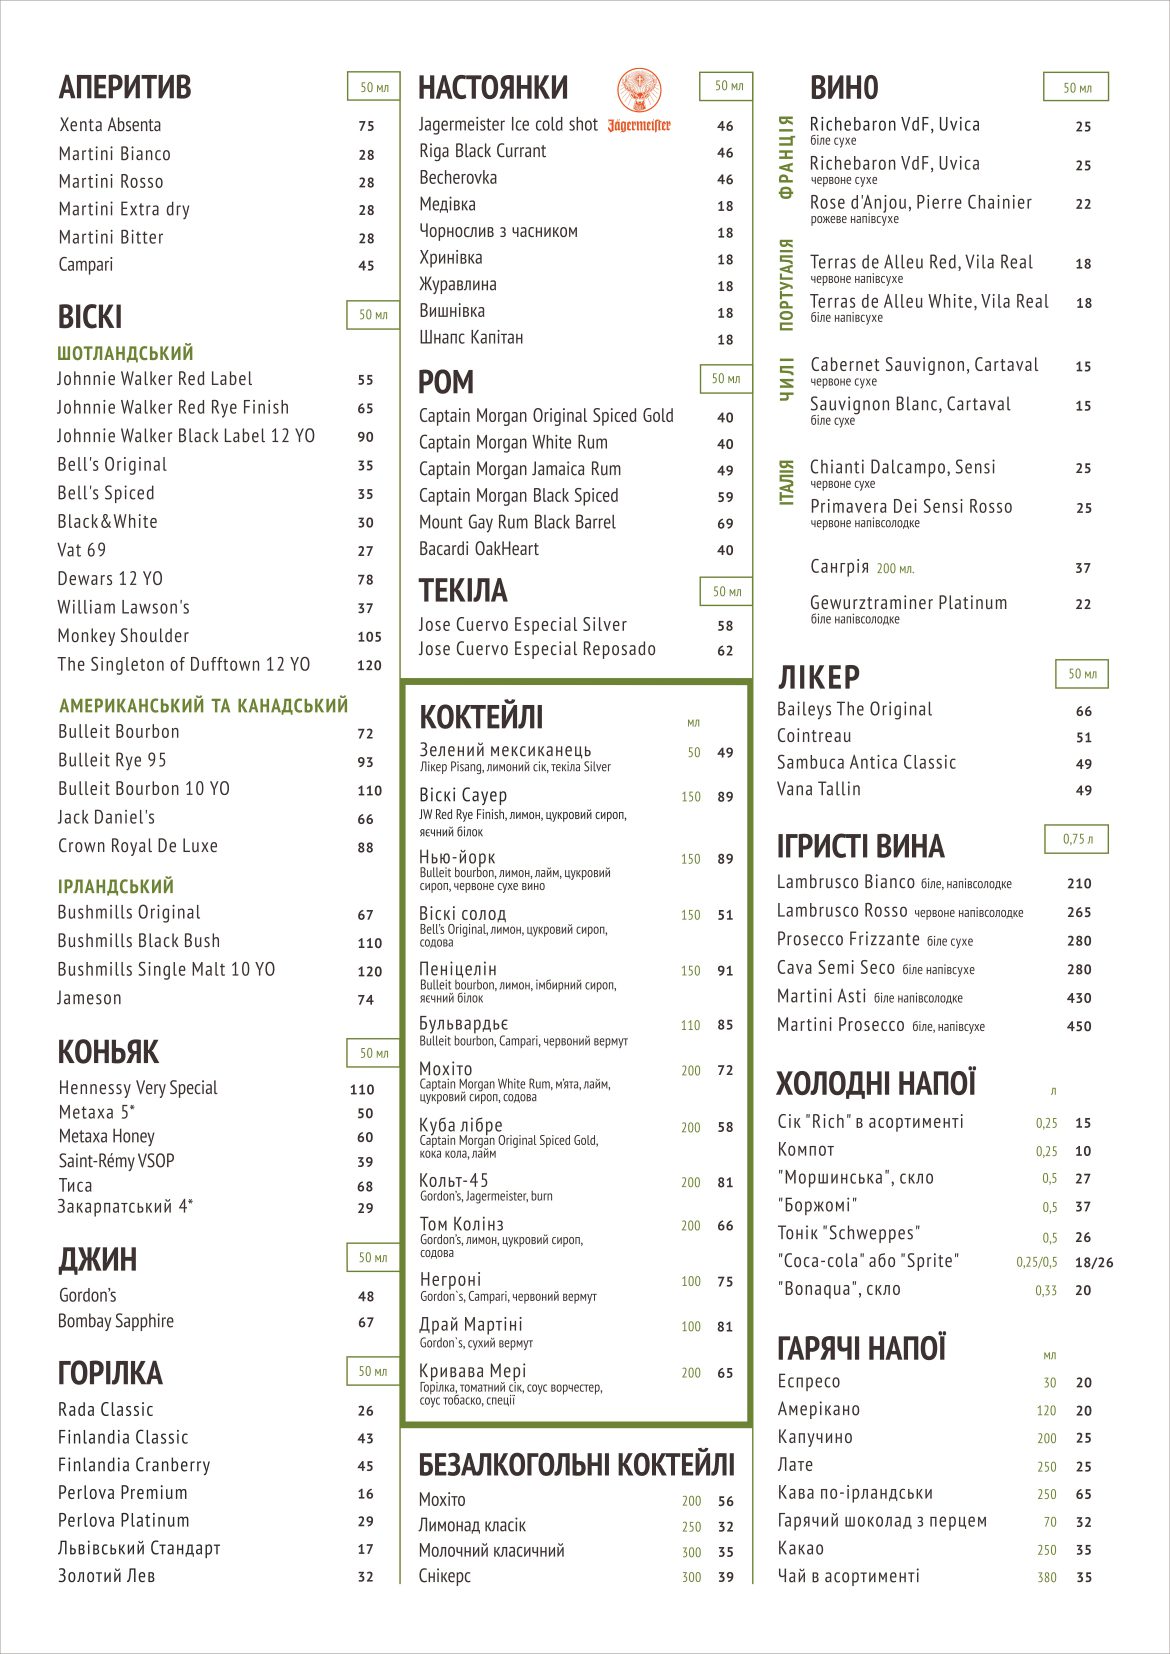 АПЕРИТИВ 50 мл
Xenta Absenta 75
Martini Bianco 28
Martini Rosso 28
Martini Extra dry 28
Martini Bitter 28
Campari 45
ВІСКІ 50 мл
ШОТЛАНДСЬКИЙ
Johnnie Walker Red Label 55
Johnnie Walker Red Rye Finish 65
Johnnie Walker Black Label 12 YO 90
Bell's Original 35
Bell's Spiced 35
Black&White 30
Vat 69 27
Dewars 12 YO 78
William Lawson's 37
Monkey Shoulder 105
The Singleton of Dufftown 12 YO 120
АМЕРИКАНСЬКИЙ ТА КАНАДСЬКИЙ
Bulleit Bourbon 72
Bulleit Rye 95 93
Bulleit Bourbon 10 YO 110
Jack Daniel's 66
Crown Royal De Luxe 88
ІРЛАНДСЬКИЙ
Bushmills Original 67
Bushmills Black Bush 110
Bushmills Single Malt 10 YO 120
Jameson 74
КОНЬЯК 50 мл
Hennessy Very Special 110
Metaxa 5* 50
Metaxa Honey 60
Saint-Rémy VSOP 39
Тиса 68
Закарпатський 4* 29
ДЖИН 50 мл
Gordon’s 48
Bombay Sapphire 67
ГОРІЛКА 50 мл
Rada Classic 26
Finlandia Classic 43
Finlandia Cranberry 45
Perlova Premium 16
Perlova Platinum 29
Львівський Стандарт 17
Золотий Лев 32
НАСТОЯНКИ 50 мл
Jagermeister Ice cold shot Jägermeister 46
Riga Black Currant 46
Becherovka 46
Медівка 18
Чорнослив з часником 18
Хринівка 18
Журавлина 18
Вишнівка 18
Шнапс Капітан 18
РОМ 50 мл
Captain Morgan Original Spiced Gold 40
Captain Morgan White Rum 40
Captain Morgan Jamaica Rum 49
Captain Morgan Black Spiced 59
Mount Gay Rum Black Barrel 69
Bacardi OakHeart 40
ТЕКІЛА 50 мл
Jose Cuervo Especial Silver 58
Jose Cuervo Especial Reposado 62
КОКТЕЙЛІ мл
Зелений мексиканець 50 49
Лікер Pisang, лимоний сік, текіла Silver
Віскі Сауер 150 89
JW Red Rye Finish, лимон, цукровий сироп,
яєчний білок
Нью-йорк 150 89
Bulleit bourbon, лимон, лайм, цукровий
сироп, червоне сухе вино
Віскі солод 150 51
Bell’s Original, лимон, цукровий сироп,
содова
Пеніцелін 150 91
Bulleit bourbon, лимон, імбирний сироп,
яєчний білок
Бульвардьє 110 85
Bulleit bourbon, Campari, червоний вермут
Мохіто 200 72
Captain Morgan White Rum, м'ята, лайм,
цукровий сироп, содова
Куба лібре 200 58
Captain Morgan Original Spiced Gold,
кока кола, лайм
Кольт-45 200 81
Gordon’s, Jagermeister, burn
Том Колінз 200 66
Gordon’s, лимон, цукровий сироп,
содова
Негроні 100 75
Gordon`s, Campari, червоний вермут
Драй Мартіні 100 81
Gordon`s, сухий вермут
Кривава Мері 200 65
Горілка, томатний сік, соус ворчестер,
соус тобаско, спеції
БЕЗАЛКОГОЛЬНІ КОКТЕЙЛІ
Мохіто 200 56
Лимонад класік 250 32
Молочний класичний 300 35
Снікерс 300 39
ВИНО 50 мл
ФРАНЦІЯ
Richebaron VdF, Uvica 25
біле сухе
Richebaron VdF, Uvica 25
червоне сухе
Rose d'Anjou, Pierre Chainier 22
рожеве напівсухе
ПОРТУГАЛІЯ
Terras de Alleu Red, Vila Real 18
червоне напівсухе
Terras de Alleu White, Vila Real 18
біле напівсухе
ЧИЛІ
Cabernet Sauvignon, Cartaval 15
червоне сухе
Sauvignon Blanc, Cartaval 15
біле сухе
ІТАЛІЯ
Chianti Dalcampo, Sensi 25
червоне сухе
Primavera Dei Sensi Rosso 25
червоне напівсолодке
Сангрія 200 мл. 37
Gewurztraminer Platinum 22
біле напівсолодке
ЛІКЕР 50 мл
Baileys The Original 66
Cointreau 51
Sambuca Antica Classic 49
Vana Tallin 49
ІГРИСТІ ВИНА 0,75 л
Lambrusco Bianco біле, напівсолодке 210
Lambrusco Rosso червоне напівсолодке 265
Prosecco Frizzante біле сухе 280
Cava Semi Seco біле напівсухе 280
Martini Asti біле напівсолодке 430
Martini Prosecco біле, напівсухе 450
ХОЛОДНІ НАПОЇ л
Сік "Rich" в асортименті 0,25 15
Компот 0,25 10
"Моршинська", скло 0,5 27
"Боржомі" 0,5 37
Тонік "Schweppes" 0,5 26
"Coca-cola" або "Sprite" 0,25/0,5 18/26
"Bonaqua", скло 0,33 20
ГАРЯЧІ НАПОЇ мл
Еспресо 30 20
Амерікано 120 20
Капучино 200 25
Лате 250 25
Кава по-ірландськи 250 65
Гарячий шоколад з перцем 70 32
Какао 250 35
Чай в асортименті 380 35